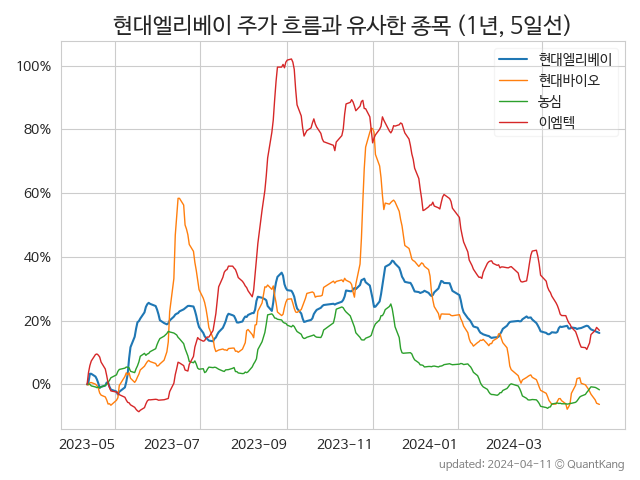 현대엘리베이 주가 흐름과 유사한 종목 (1년, 5일선)
현대엘리베이
현대바이오
농심
이엠텍
100%
80%
60%
40%
20%
0%
2023-05 2023-07 2023-09 2023-11 2024-01 2024-03
updated: 2024-04-11 © QuantKang